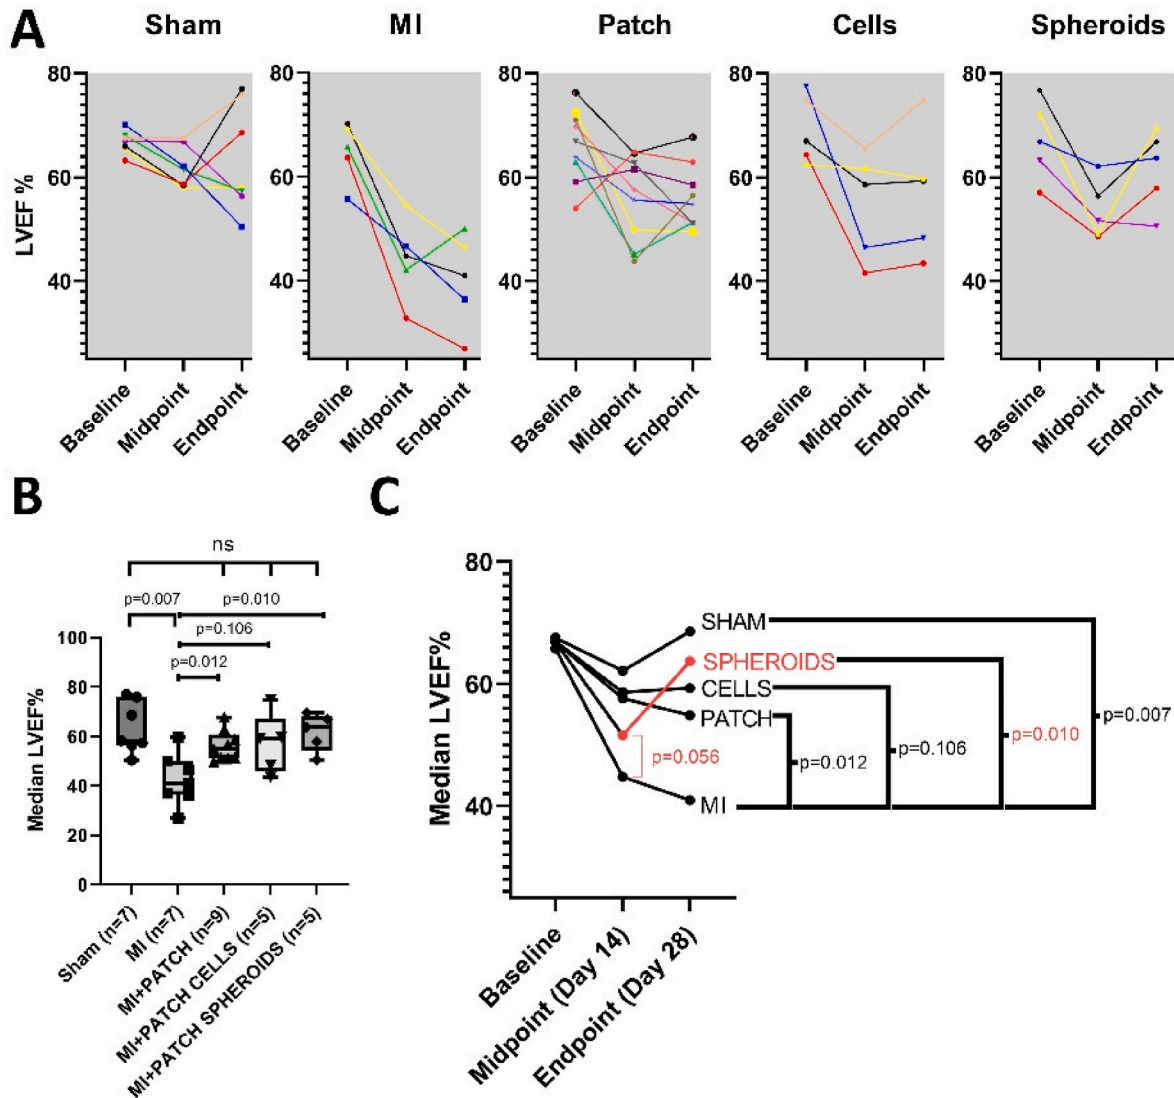 A
Sham
MI
Patch
Cells
Spheroids
LVEF %
80
60
40
80
60
40
80
60
40
80
60
40
80
60
40
Baseline
Midpoint
Endpoint
Baseline
Midpoint
Endpoint
Baseline
Midpoint
Endpoint
Baseline
Midpoint
Endpoint
Baseline
Midpoint
Endpoint
B
ns
p=0.007
p=0.010
p=0.106
p=0.012
Median LVEF%
100
80
60
40
20
0
Sham (n=7)
MI (n=7)
MI+PATCH (n=9)
MI+PATCH CELLS (n=5)
MI+PATCH SPHEROIDS (n=5)
C
Median LVEF%
80
60
40
SHAM
SPHEROIDS
CELLS
PATCH
MI
p=0.056
p=0.012
p=0.106
p=0.010
p=0.007
Baseline
Midpoint (Day 14)
Endpoint (Day 28)